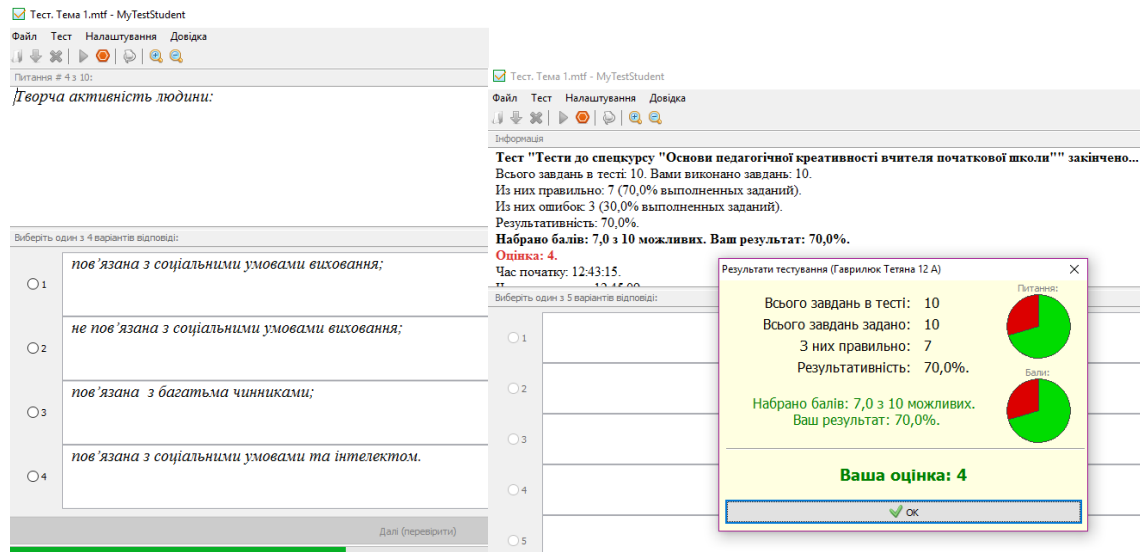 Тест. Тема 1.mtf - MyTestStudent
Файл Тест Налаштування Довідка
Питання # 4 з 10:
Творча активність людини:
Виберіть один з 4 варіантів відповіді:
1 пов’язана з соціальними умовами виховання;
2 не пов’язана з соціальними умовами виховання;
3 пов’язана з багатьма чинниками;
4 пов’язана з соціальними умовами та інтелектом.
Далі (перевірити)
Тест. Тема 1.mtf - MyTestStudent
Файл Тест Налаштування Довідка
Інформація
Тест "Тести до спецкурсу "Основи педагогічної креативності вчителя початкової школи"" закінчено...
Всього завдань в тесті: 10. Вами виконано завдань: 10.
Из них правильно: 7 (70,0% выполненных заданий).
Из них ошибок: 3 (30,0% выполненных заданий).
Результативність: 70,0%.
Набрано балів: 7,0 з 10 можливих. Ваш результат: 70,0%.
Оцінка: 4.
Час початку: 12:43:15.
Виберіть один з 5 варіантів відповіді:
1
2
3
4
5
Результати тестування (Гаврилюк Тетяна 12 А)
Всього завдань в тесті: 10
Всього завдань задано: 10
З них правильно: 7
Результативність: 70,0%.
Питання:
Бали:
Набрано балів: 7,0 з 10 можливих.
Ваш результат: 70,0%.
Ваша оцінка: 4
ОК